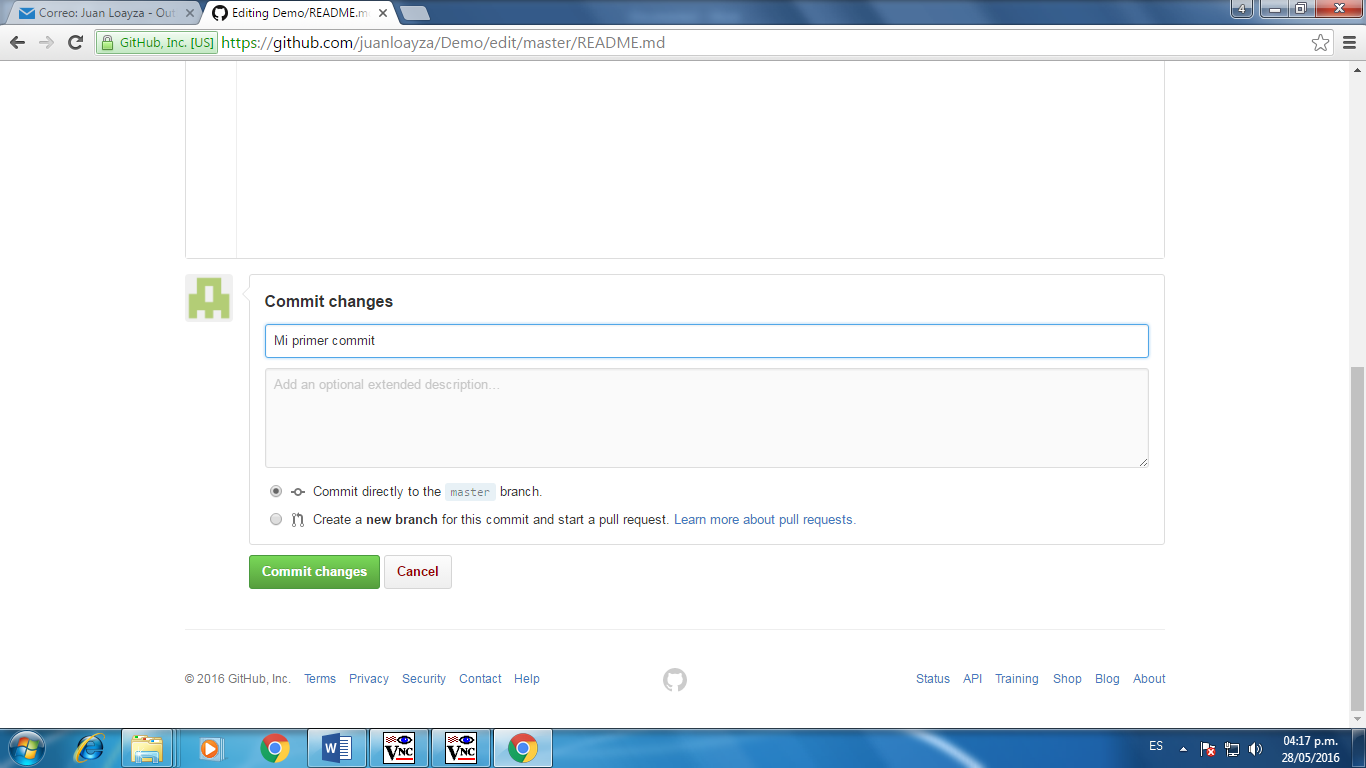 Correo: Juan Loayza - Out
Editing Demo/README.m
4
GitHub, Inc. [US]
https://github.com/juanloayza/Demo/edit/master/README.md
Commit changes
Mi primer commit
Add an optional extended description...
Commit directly to the master branch.
Create a new branch for this commit and start a pull request. Learn more about pull requests.
Commit changes
Cancel
© 2016 GitHub, Inc. Terms Privacy Security Contact Help
Status API Training Shop Blog About
W
VNC
VNC
ES
04:17 p.m.
28/05/2016